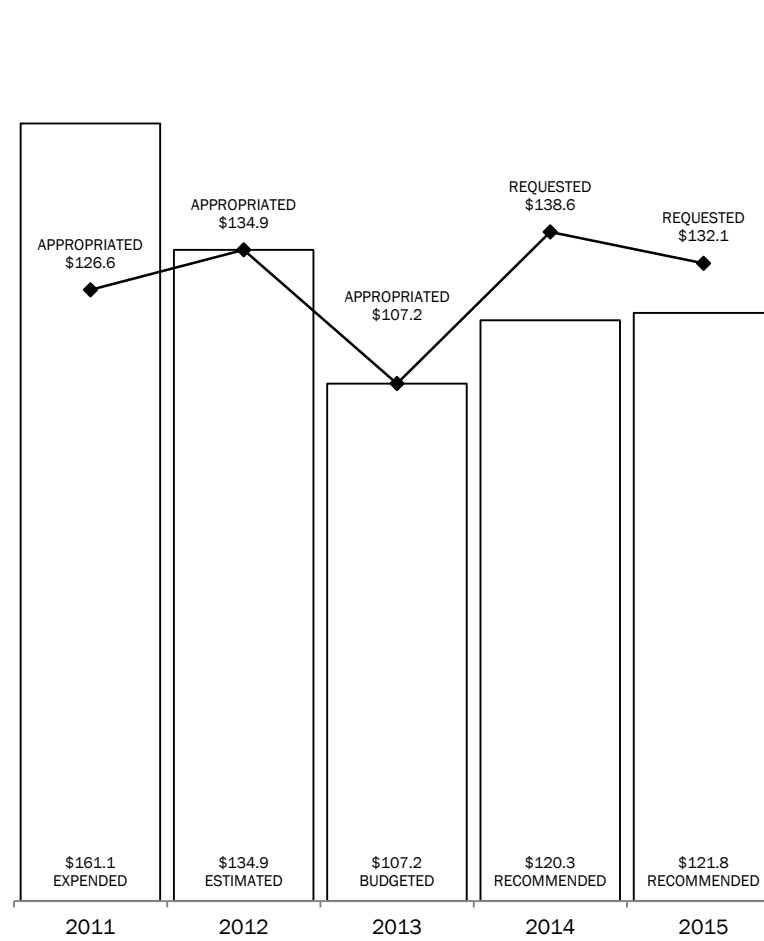 APPROPRIATED
$126.6
APPROPRIATED
$134.9
APPROPRIATED
$107.2
REQUESTED
$138.6
REQUESTED
$132.1
$161.1
EXPENDED
$134.9
ESTIMATED
$107.2
BUDGETED
$120.3
RECOMMENDED
$121.8
RECOMMENDED
2011
2012
2013
2014
2015